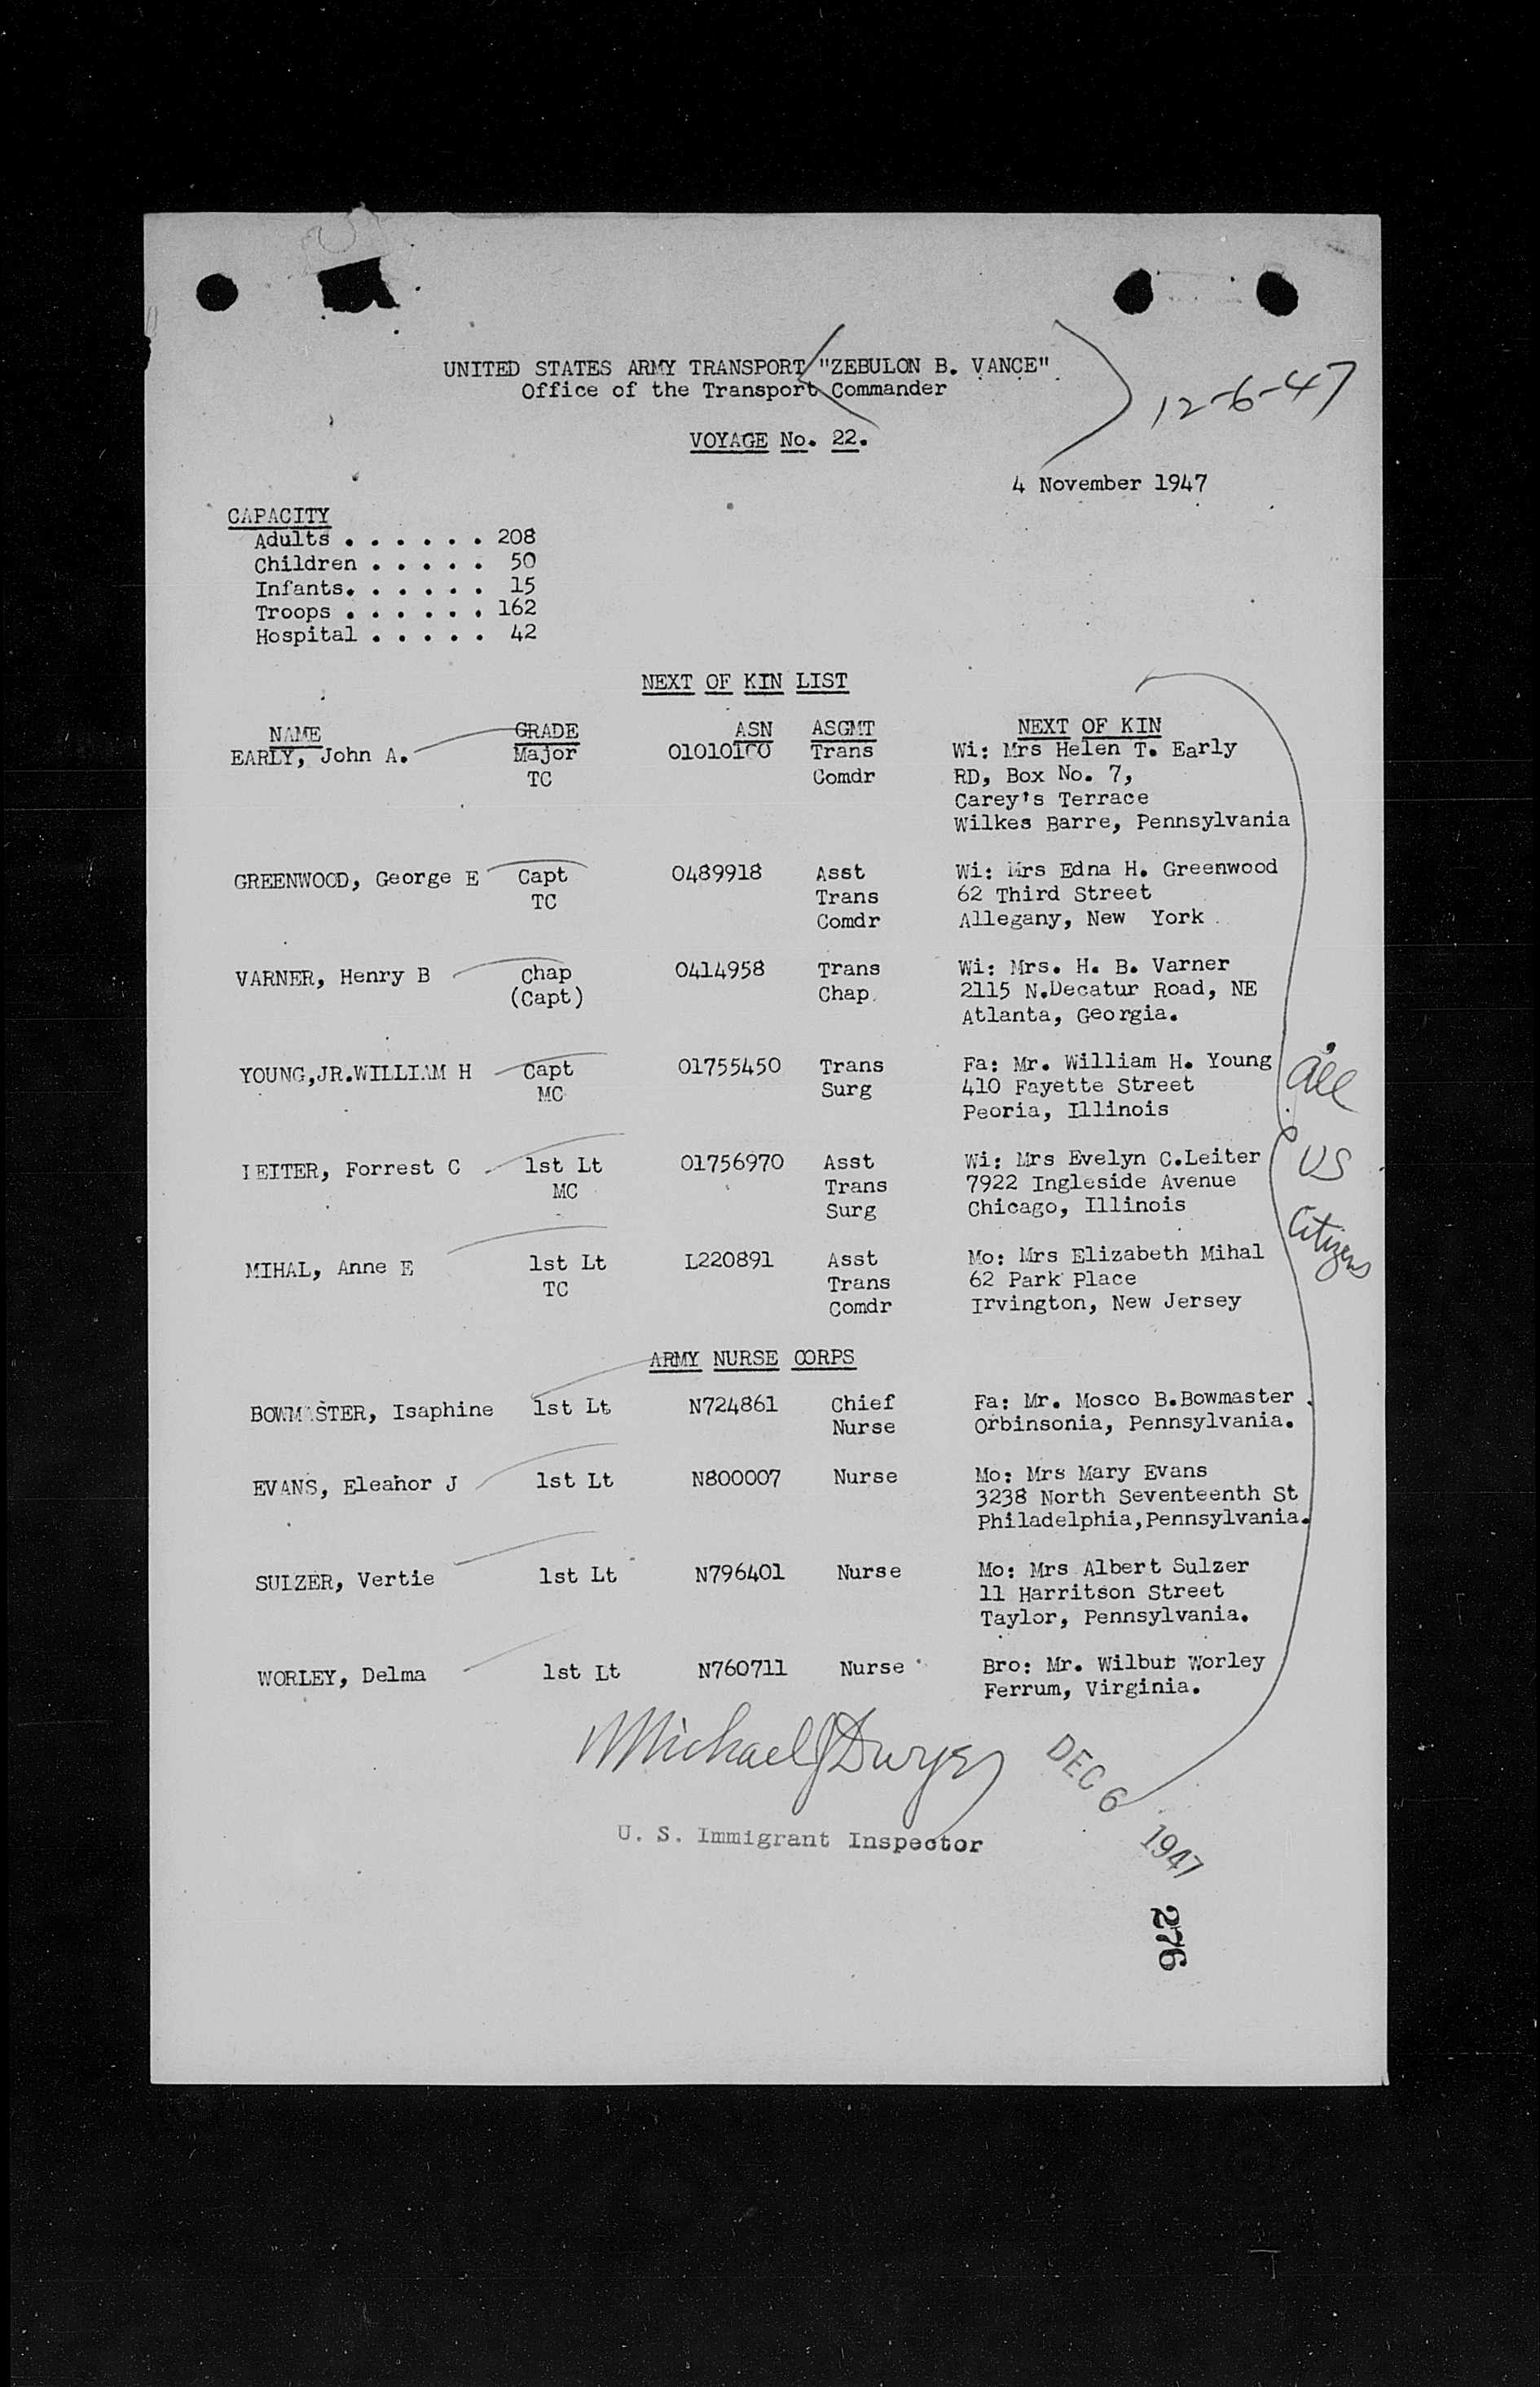 UNITED STATES ARMY TRANSPORT "ZEBULON B. VANCE"
Office of the Transport Commander
12-6-47
VOYAGE No. 22.
4 November 1947
CAPACITY
Adults . . . . . . 208
Children . . . . . 50
Infants. . . . . . 15
Troops . . . . . . 162
Hospital . . . . . 42
NEXT OF KIN LIST
NAME GRADE ASN ASGMT NEXT OF KIN
EARLY, John A. Major 01010100 Trans Wi: Mrs Helen T. Early
TC Comdr RD, Box No. 7,
Carey's Terrace
Wilkes Barre, Pennsylvania
GREENWOOD, George E Capt 0489918 Asst Wi: Mrs Edna H. Greenwood
TC Trans 62 Third Street
Comdr Allegany, New York
VARNER, Henry B Chap 0414958 Trans Wi: Mrs. H. B. Varner
(Capt) Chap 2115 N.Decatur Road, NE
Atlanta, Georgia.
YOUNG,JR.WILLIAM H Capt 01755450 Trans Fa: Mr. William H. Young
MC Surg 410 Fayette Street
Peoria, Illinois
all
LEITER, Forrest C 1st Lt 01756970 Asst Wi: Mrs Evelyn C.Leiter
MC Trans 7922 Ingleside Avenue
Surg Chicago, Illinois
US
Citizens
MIHAL, Anne E 1st Lt L220891 Asst Mo: Mrs Elizabeth Mihal
TC Trans 62 Park Place
Comdr Irvington, New Jersey
ARMY NURSE CORPS
BOWMASTER, Isaphine 1st Lt N724861 Chief Fa: Mr. Mosco B.Bowmaster
Nurse Orbinsonia, Pennsylvania.
EVANS, Eleanor J 1st Lt N800007 Nurse Mo: Mrs Mary Evans
3238 North Seventeenth St
Philadelphia,Pennsylvania.
SULZER, Vertie 1st Lt N796401 Nurse Mo: Mrs Albert Sulzer
11 Harritson Street
Taylor, Pennsylvania.
WORLEY, Delma 1st Lt N760711 Nurse Bro: Mr. Wilbur Worley
Ferrum, Virginia.
Michael J Dwyer
DEC 6 1947
U. S. Immigrant Inspector
276